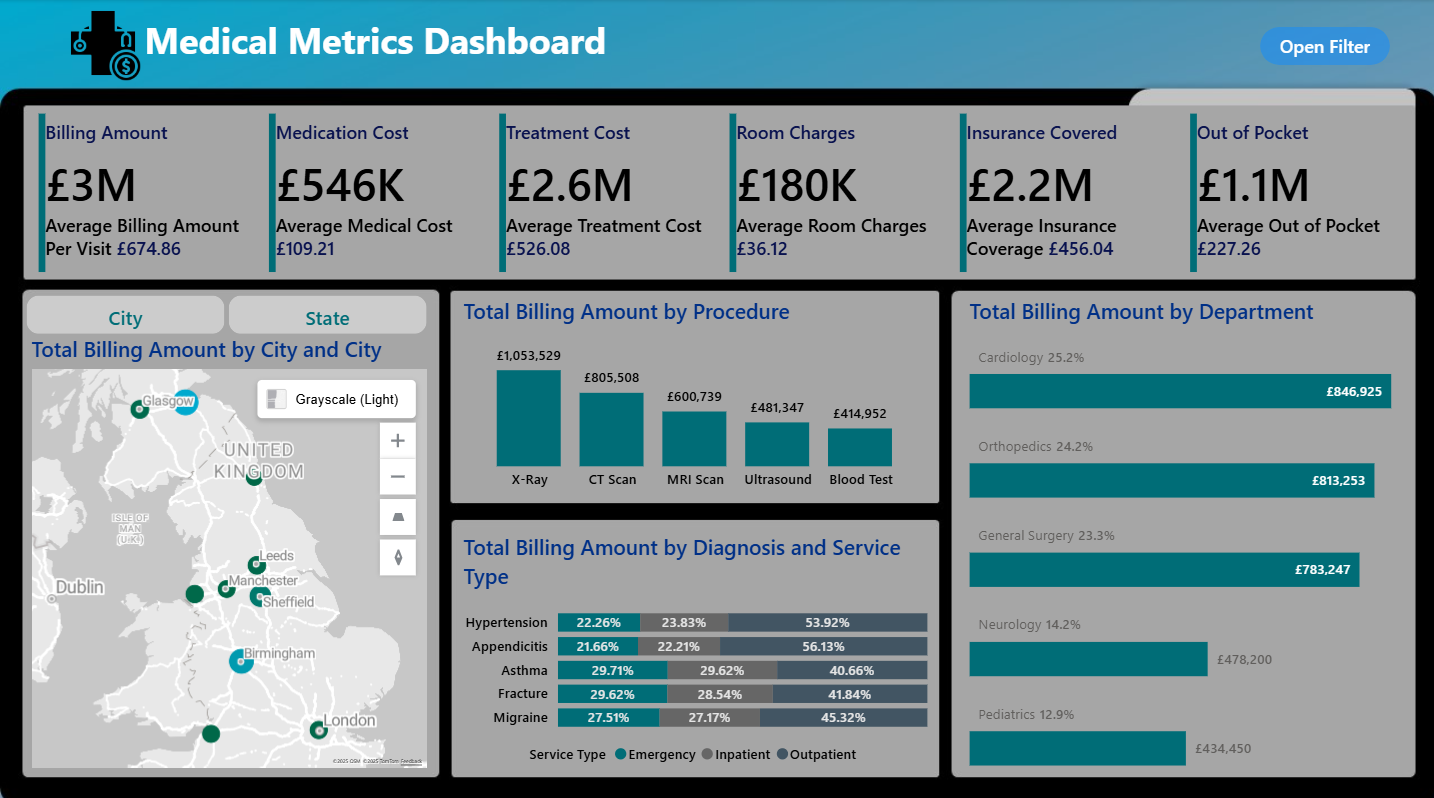 Medical Metrics Dashboard
Open Filter
Billing Amount
£3M
Average Billing Amount
Per Visit £674.86
Medication Cost
£546K
Average Medical Cost
£109.21
Treatment Cost
£2.6M
Average Treatment Cost
£526.08
Room Charges
£180K
Average Room Charges
£36.12
Insurance Covered
£2.2M
Average Insurance
Coverage £456.04
Out of Pocket
£1.1M
Average Out of Pocket
£227.26
City
State
Total Billing Amount by City and City
Grayscale (Light)
Glasgow
UNITED
KINGDOM
ISLE OF
MAN
(U.K.)
Leeds
Manchester
Dublin
Sheffield
Birmingham
London
©2025 OSM ©2025 TomTom Feedback
Total Billing Amount by Procedure
£1,053,529
£805,508
£600,739
£481,347
£414,952
X-Ray
CT Scan
MRI Scan
Ultrasound
Blood Test
Total Billing Amount by Diagnosis and Service
Type
Hypertension 22.26% 23.83% 53.92%
Appendicitis 21.66% 22.21% 56.13%
Asthma 29.71% 29.62% 40.66%
Fracture 29.62% 28.54% 41.84%
Migraine 27.51% 27.17% 45.32%
Service Type Emergency Inpatient Outpatient
Total Billing Amount by Department
Cardiology 25.2%
£846,925
Orthopedics 24.2%
£813,253
General Surgery 23.3%
£783,247
Neurology 14.2%
£478,200
Pediatrics 12.9%
£434,450